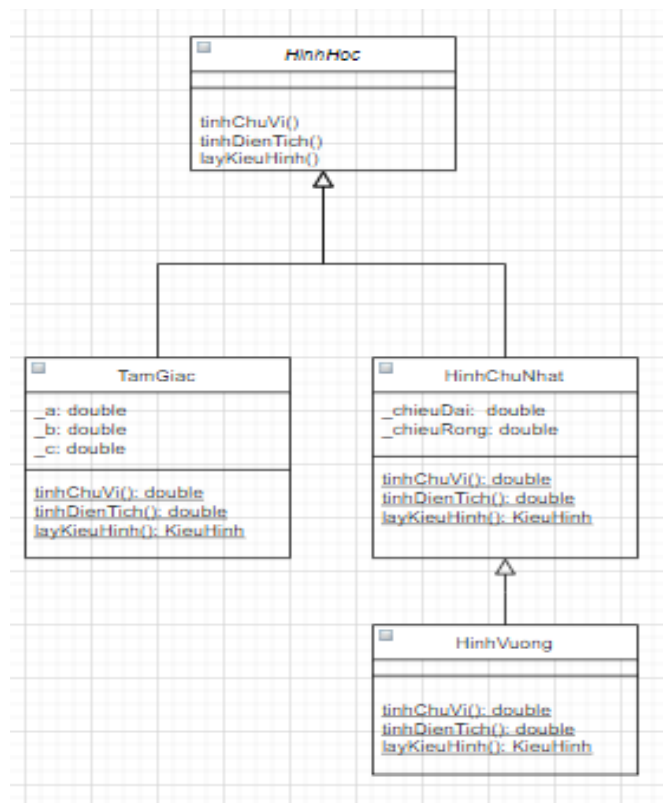 HinhHoc
tinhChuVi()
tinhDienTich()
layKieuHinh()
TamGiac
_a: double
_b: double
_c: double
tinhChuVi(): double
tinhDienTich(): double
layKieuHinh(): KieuHinh
HinhChuNhat
_chieuDai: double
_chieuRong: double
tinhChuVi(): double
tinhDienTich(): double
layKieuHinh(): KieuHinh
HinhVuong
tinhChuVi(): double
tinhDienTich(): double
layKieuHinh(): KieuHinh